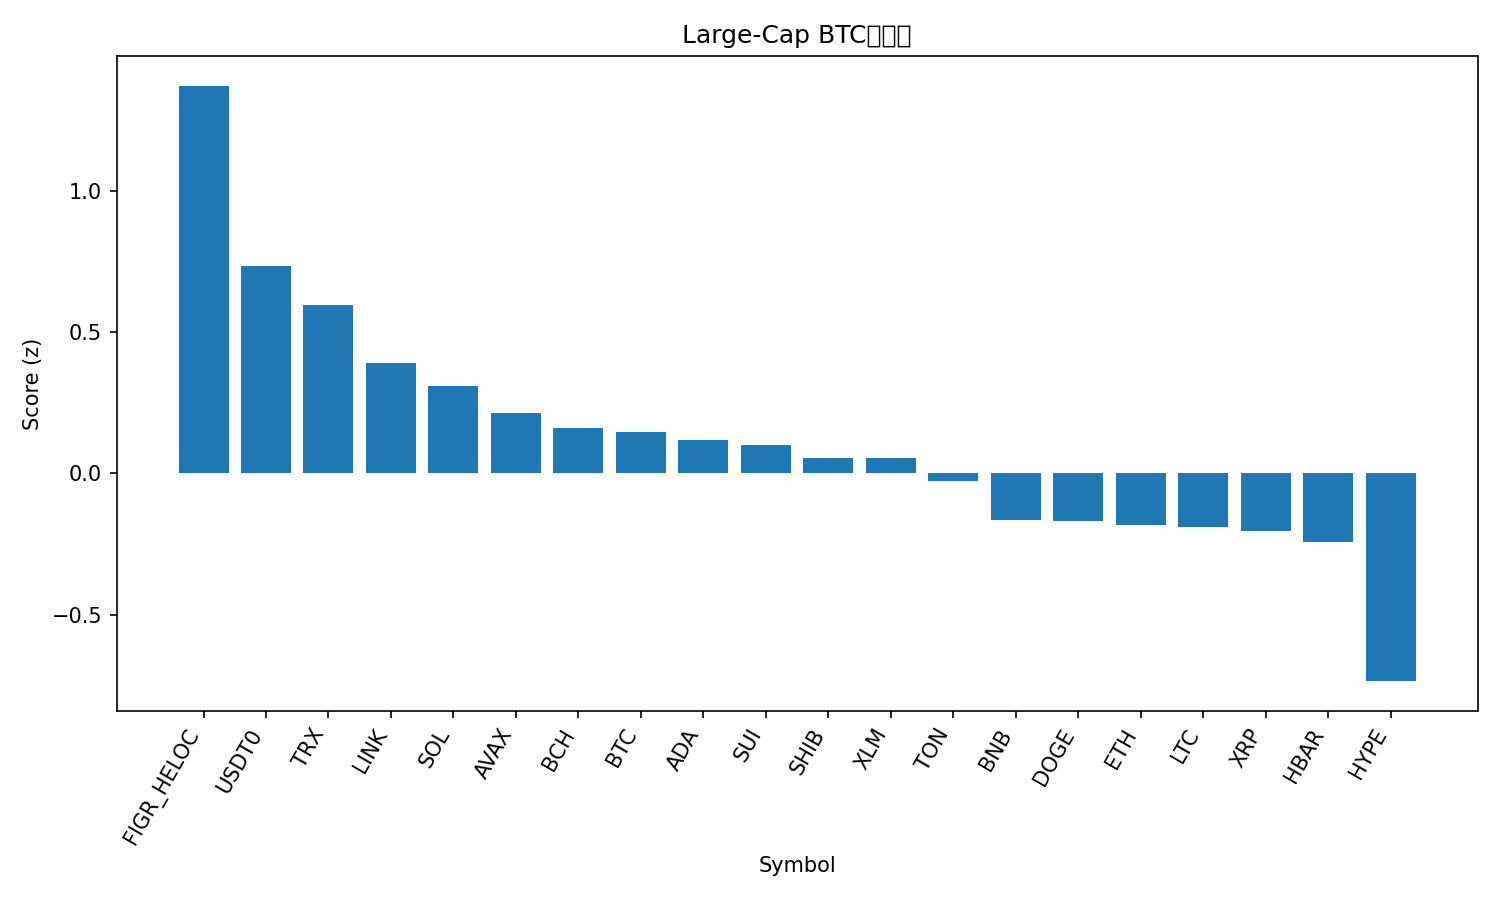 Large-Cap BTC
1.0
0.5
0.0
−0.5
Score (z)
FIGR_HELOC
USDT0
TRX
LINK
SOL
AVAX
BCH
BTC
ADA
SUI
SHIB
XLM
TON
BNB
DOGE
ETH
LTC
XRP
HBAR
HYPE
Symbol